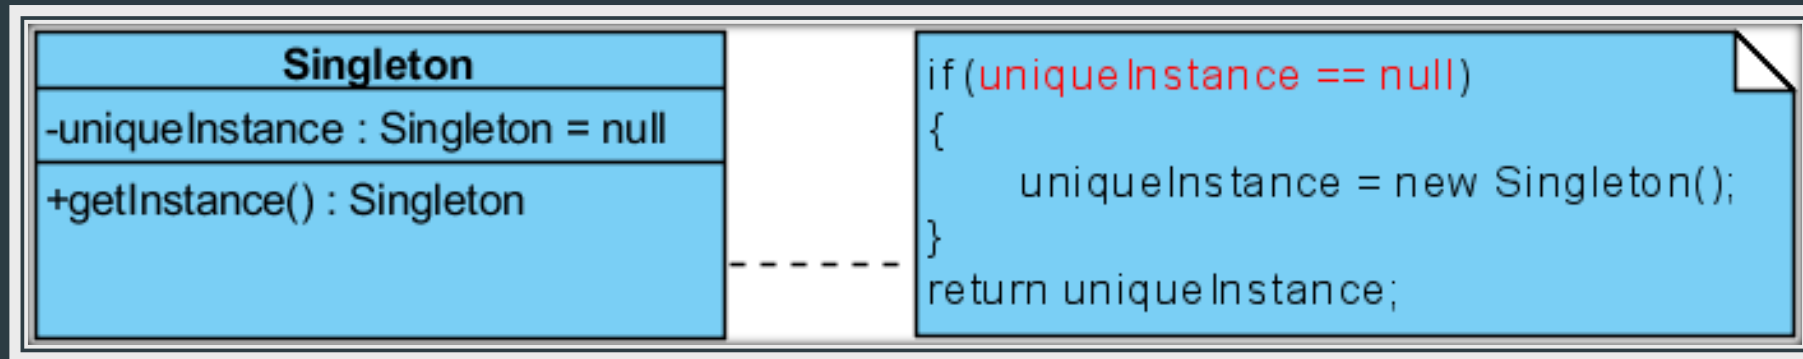 Singleton
-uniqueInstance : Singleton = null
+getInstance() : Singleton
if(uniqueInstance == null)
{
uniqueInstance = new Singleton();
}
return uniqueInstance;